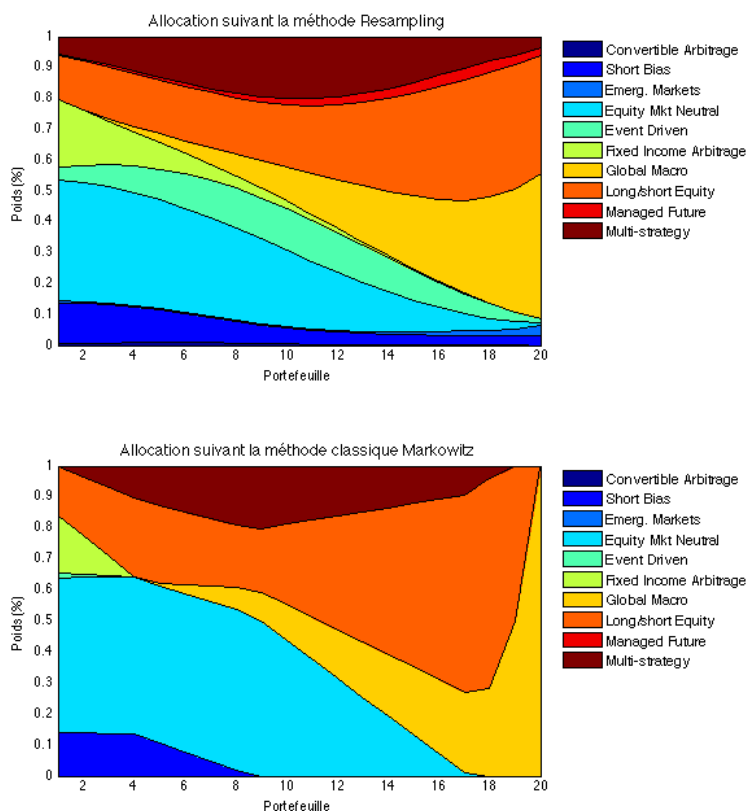 Allocation suivant la méthode Resampling
1
0.9
0.8
0.7
0.6
0.5
0.4
0.3
0.2
0.1
0
Poids (%)
2 4 6 8 10 12 14 16 18 20
Portefeuille
Convertible Arbitrage
Short Bias
Emerg. Markets
Equity Mkt Neutral
Event Driven
Fixed Income Arbitrage
Global Macro
Long/short Equity
Managed Future
Multi-strategy
Allocation suivant la méthode classique Markowitz
1
0.9
0.8
0.7
0.6
0.5
0.4
0.3
0.2
0.1
0
Poids (%)
2 4 6 8 10 12 14 16 18 20
Portefeuille
Convertible Arbitrage
Short Bias
Emerg. Markets
Equity Mkt Neutral
Event Driven
Fixed Income Arbitrage
Global Macro
Long/short Equity
Managed Future
Multi-strategy